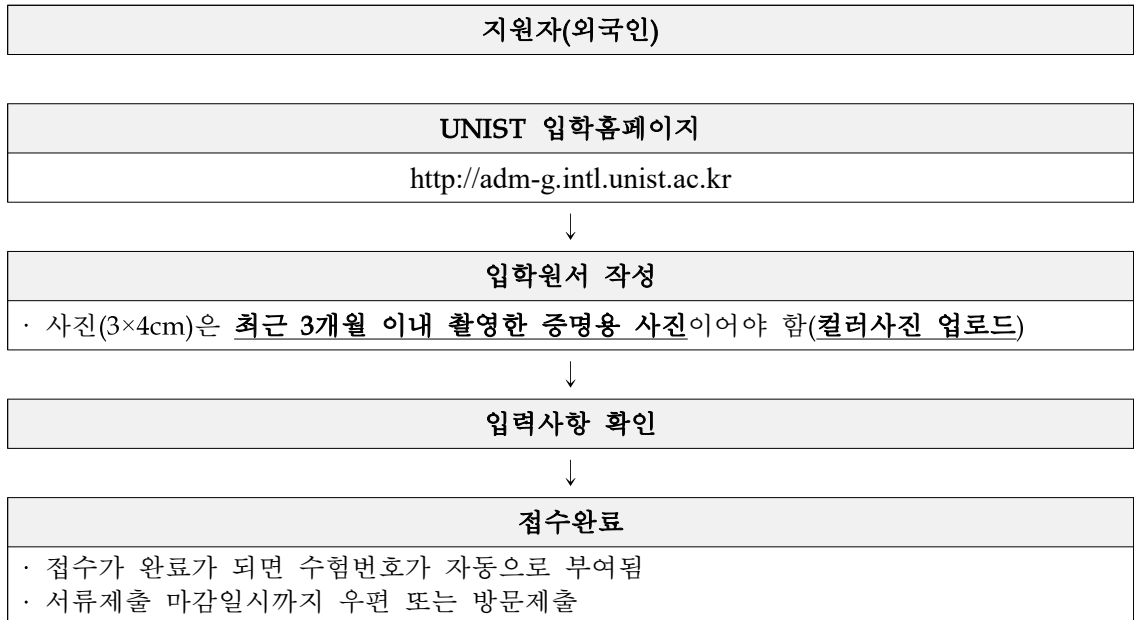 지원자(외국인)
UNIST 입학홈페이지
http://adm-g.intl.unist.ac.kr
↓
입학원서 작성
· 사진(3×4cm)은 최근 3개월 이내 촬영한 증명용 사진이어야 함(컬러사진 업로드)
↓
입력사항 확인
↓
접수완료
· 접수가 완료가 되면 수험번호가 자동으로 부여됨
· 서류제출 마감일시까지 우편 또는 방문제출